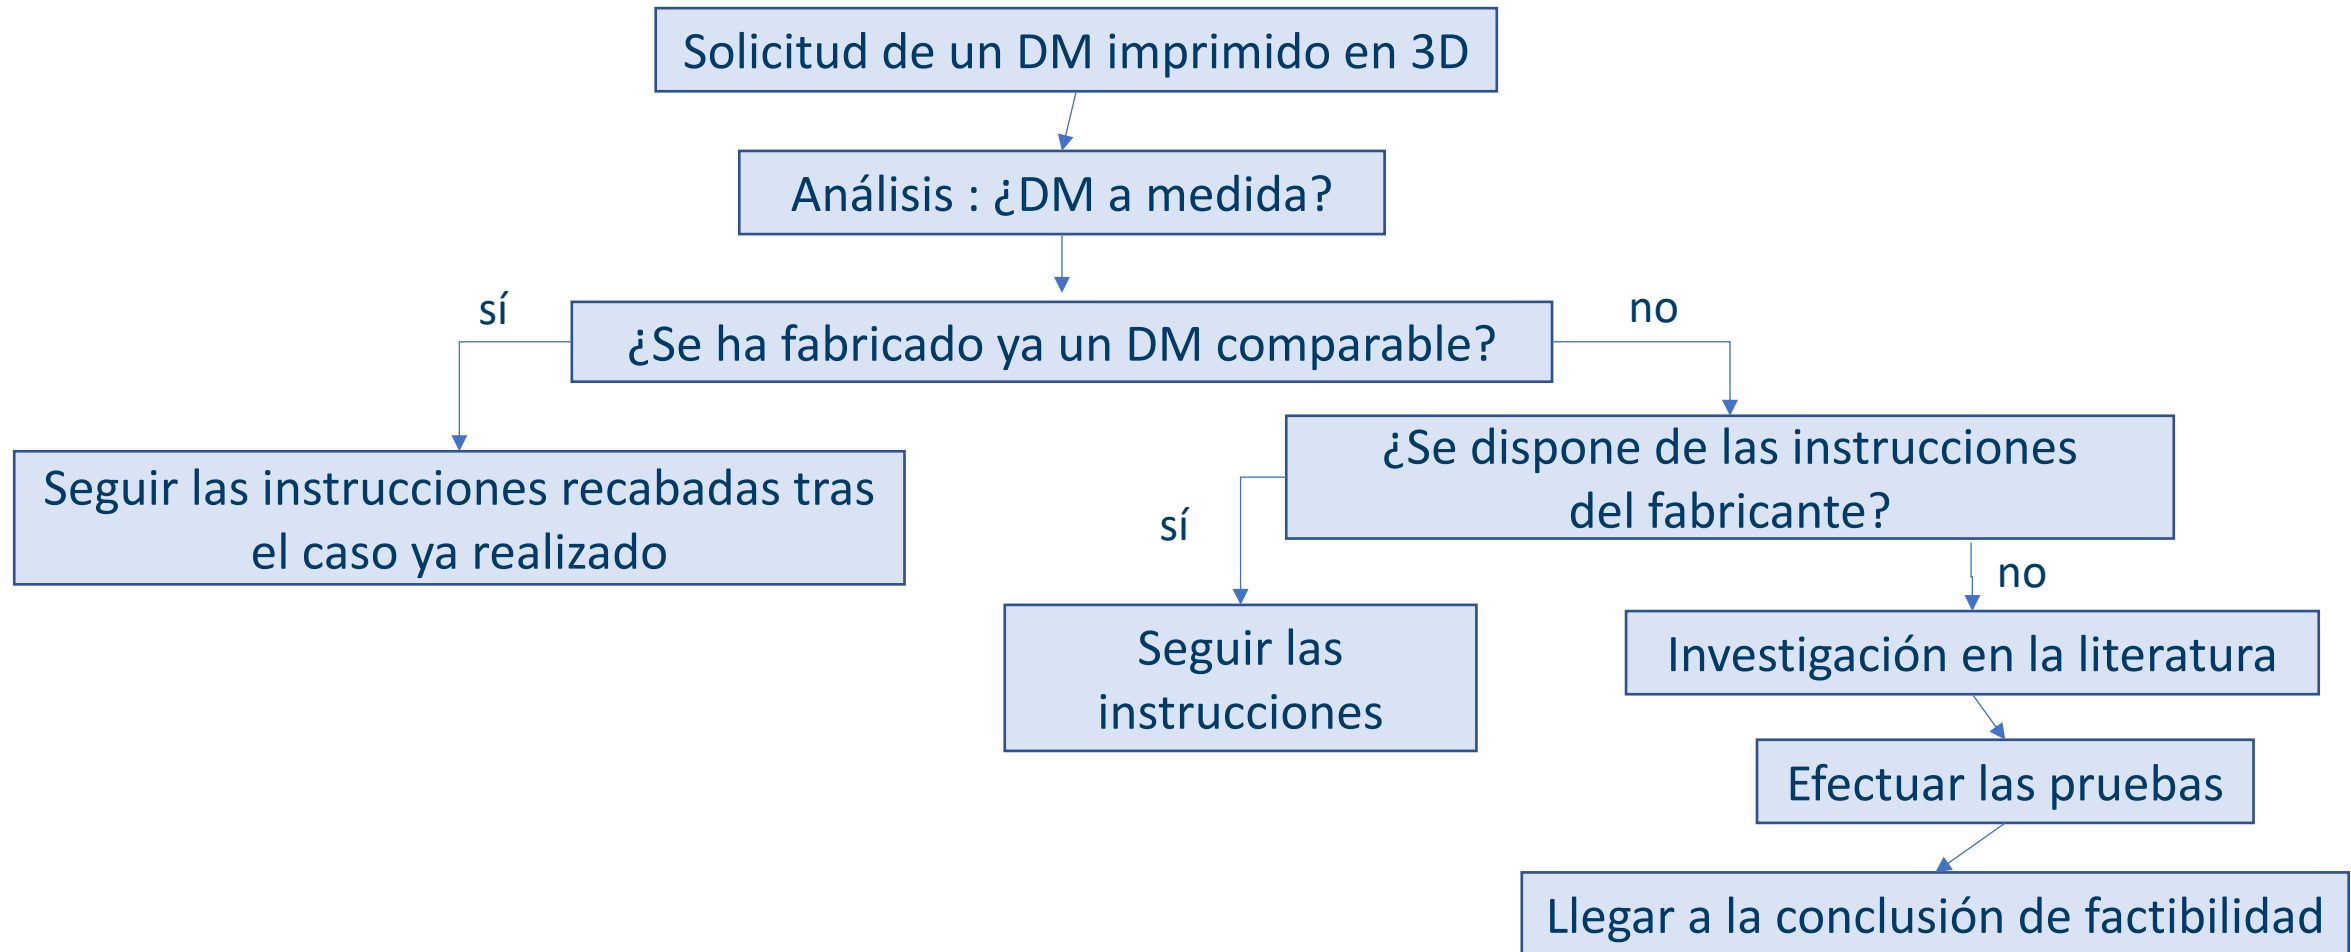 Solicitud de un DM imprimido en 3D
Análisis : ¿DM a medida?
sí
no
¿Se ha fabricado ya un DM comparable?
Seguir las instrucciones recabadas tras
el caso ya realizado
¿Se dispone de las instrucciones
del fabricante?
sí
no
Seguir las
instrucciones
Investigación en la literatura
Efectuar las pruebas
Llegar a la conclusión de factibilidad